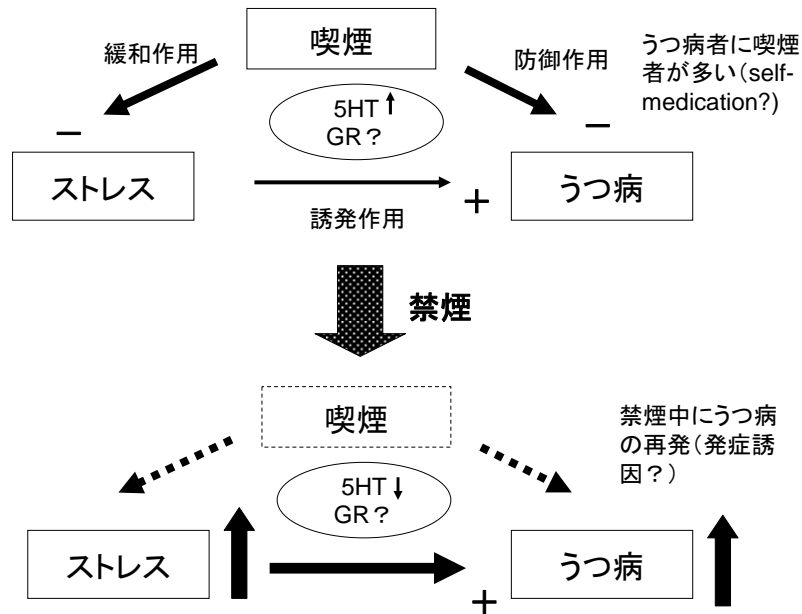 喫煙
緩和作用
防御作用
うつ病者に喫煙
者が多い(self-
medication?)
5HT
GR?
−
−
ストレス
+
うつ病
誘発作用
禁煙
喫煙
禁煙中にうつ病
の再発(発症誘
因?)
5HT
GR?
ストレス
+
うつ病